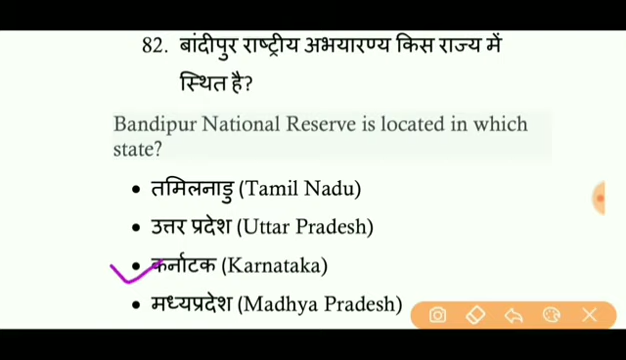 82. बांदीपुर राष्ट्रीय अभयारण्य किस राज्य में
स्थित है?
Bandipur National Reserve is located in which
state?
• तमिलनाडु (Tamil Nadu)
• उत्तर प्रदेश (Uttar Pradesh)
• कर्नाटक (Karnataka)
• मध्यप्रदेश (Madhya Pradesh)